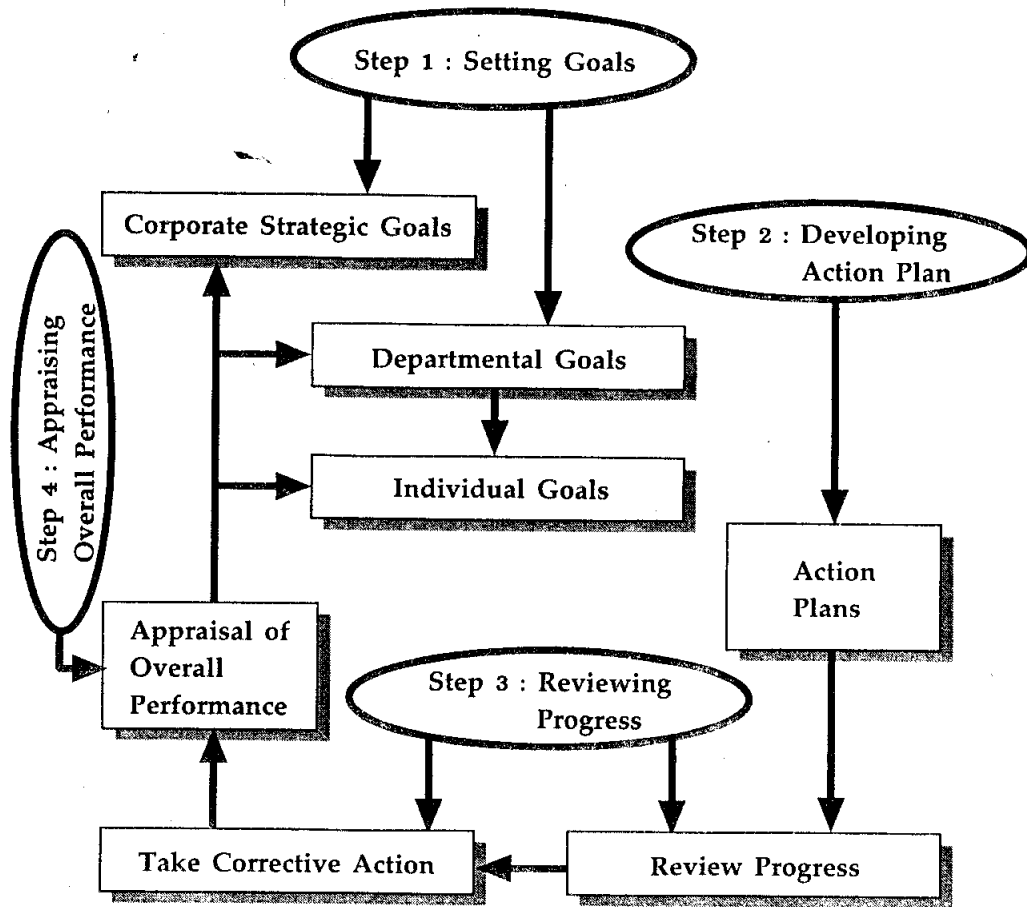 Step 1 : Setting Goals
Corporate Strategic Goals
Step 2 : Developing
Action Plan
Departmental Goals
Individual Goals
Step 4 : Appraising
Overall Performance
Action
Plans
Appraisal of
Overall
Performance
Step 3 : Reviewing
Progress
Take Corrective Action
Review Progress